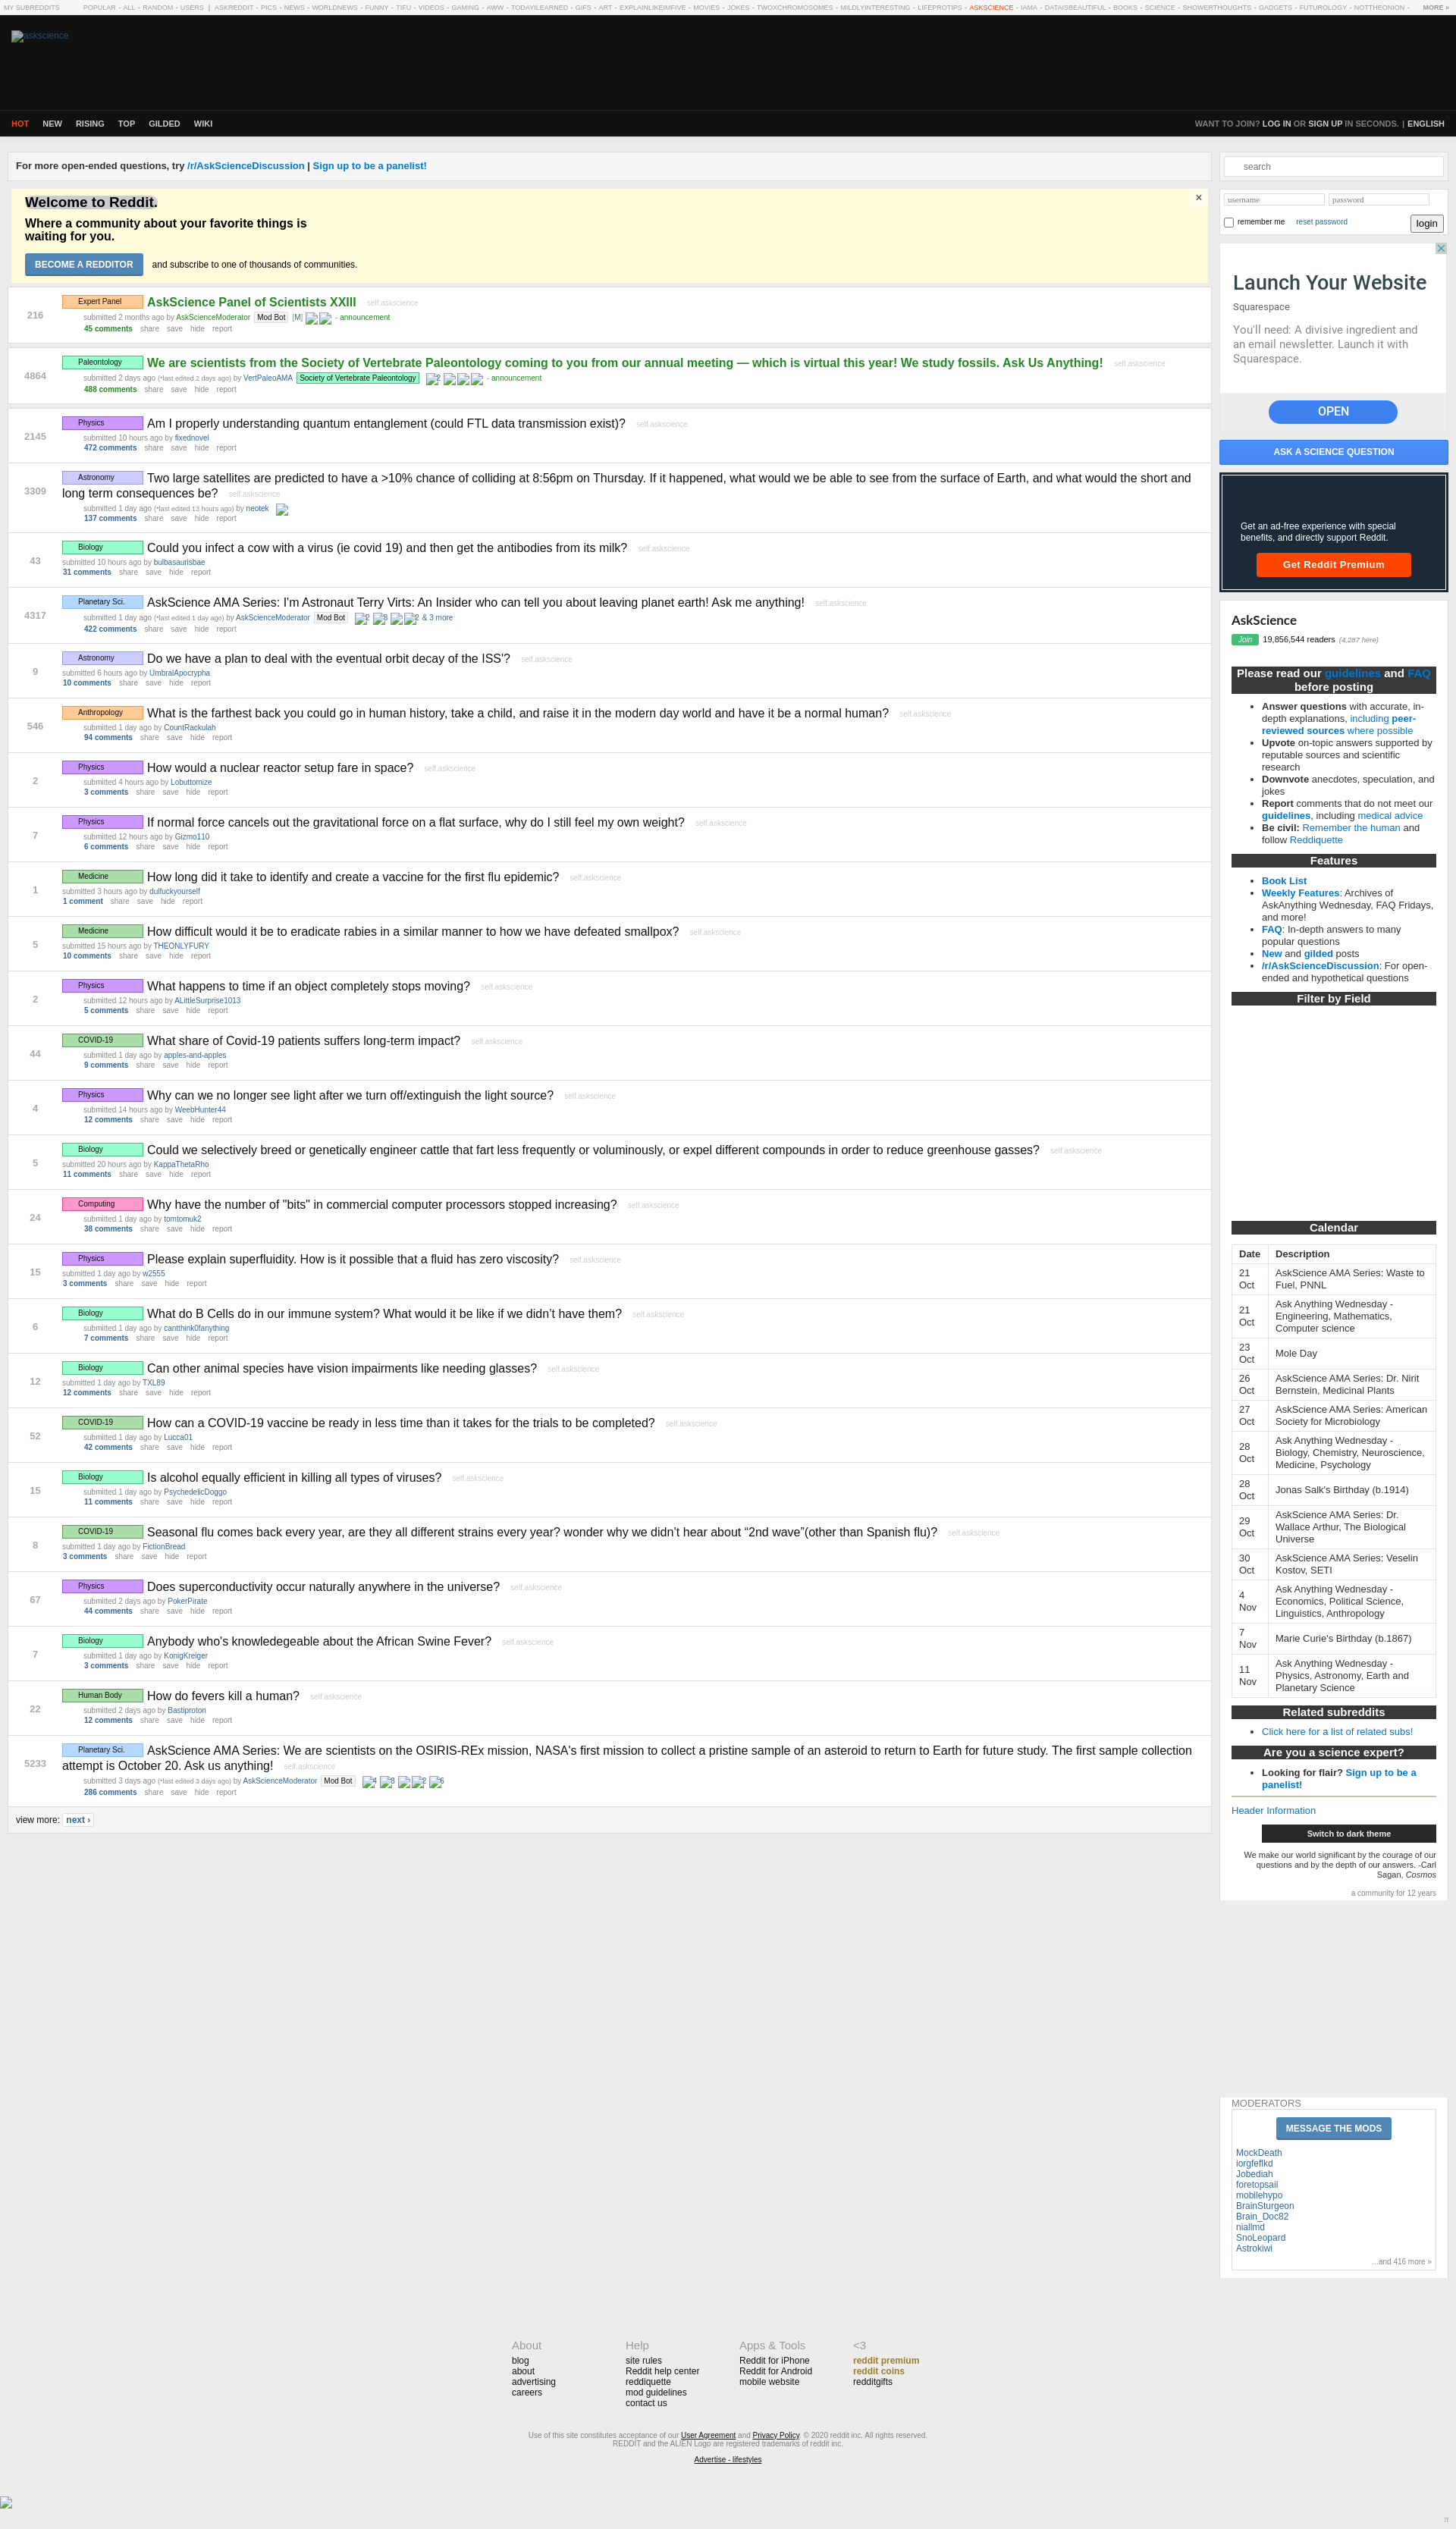 MY SUBREDDITS POPULAR - ALL - RANDOM - USERS | ASKREDDIT - PICS - NEWS - WORLDNEWS - FUNNY - TIFU - VIDEOS - GAMING - AWW - TODAYILEARNED - GIFS - ART - EXPLAINLIKEIMFIVE - MOVIES - JOKES - TWOXCHROMOSOMES - MILDLYINTERESTING - LIFEPROTIPS - ASKSCIENCE - IAMA - DATAISBEAUTIFUL - BOOKS - SCIENCE - SHOWERTHOUGHTS - GADGETS - FUTUROLOGY - NOTTHEONION - MORE »
askscience
HOT NEW RISING TOP GILDED WIKI
WANT TO JOIN? LOG IN OR SIGN UP IN SECONDS. | ENGLISH
For more open-ended questions, try /r/AskScienceDiscussion | Sign up to be a panelist!
Welcome to Reddit.
×
Where a community about your favorite things is
waiting for you.
BECOME A REDDITOR and subscribe to one of thousands of communities.
216
Expert Panel AskScience Panel of Scientists XXIII self.askscience
submitted 2 months ago by AskScienceModerator Mod Bot [M] - announcement
45 comments share save hide report
4864
Paleontology We are scientists from the Society of Vertebrate Paleontology coming to you from our annual meeting — which is virtual this year! We study fossils. Ask Us Anything! self.askscience
submitted 2 days ago (*last edited 2 days ago) by VertPaleoAMA Society of Vertebrate Paleontology 2 - announcement
488 comments share save hide report
2145
Physics Am I properly understanding quantum entanglement (could FTL data transmission exist)? self.askscience
submitted 10 hours ago by fixednovel
472 comments share save hide report
3309
Astronomy Two large satellites are predicted to have a >10% chance of colliding at 8:56pm on Thursday. If it happened, what would we be able to see from the surface of Earth, and what would the short and
long term consequences be? self.askscience
submitted 1 day ago (*last edited 13 hours ago) by neotek
137 comments share save hide report
43
Biology Could you infect a cow with a virus (ie covid 19) and then get the antibodies from its milk? self.askscience
submitted 10 hours ago by bulbasaurisbae
31 comments share save hide report
4317
Planetary Sci. AskScience AMA Series: I'm Astronaut Terry Virts: An Insider who can tell you about leaving planet earth! Ask me anything! self.askscience
submitted 1 day ago (*last edited 1 day ago) by AskScienceModerator Mod Bot 2 3 2 & 3 more
422 comments share save hide report
9
Astronomy Do we have a plan to deal with the eventual orbit decay of the ISS'? self.askscience
submitted 6 hours ago by UmbralApocrypha
10 comments share save hide report
546
Anthropology What is the farthest back you could go in human history, take a child, and raise it in the modern day world and have it be a normal human? self.askscience
submitted 1 day ago by CountRackulah
94 comments share save hide report
2
Physics How would a nuclear reactor setup fare in space? self.askscience
submitted 4 hours ago by Lobuttomize
3 comments share save hide report
7
Physics If normal force cancels out the gravitational force on a flat surface, why do I still feel my own weight? self.askscience
submitted 12 hours ago by Gizmo110
6 comments share save hide report
1
Medicine How long did it take to identify and create a vaccine for the first flu epidemic? self.askscience
submitted 3 hours ago by dulfuckyourself
1 comment share save hide report
5
Medicine How difficult would it be to eradicate rabies in a similar manner to how we have defeated smallpox? self.askscience
submitted 15 hours ago by THEONLYFURY
10 comments share save hide report
2
Physics What happens to time if an object completely stops moving? self.askscience
submitted 12 hours ago by ALittleSurprise1013
5 comments share save hide report
44
COVID-19 What share of Covid-19 patients suffers long-term impact? self.askscience
submitted 1 day ago by apples-and-apples
9 comments share save hide report
4
Physics Why can we no longer see light after we turn off/extinguish the light source? self.askscience
submitted 14 hours ago by WeebHunter44
12 comments share save hide report
5
Biology Could we selectively breed or genetically engineer cattle that fart less frequently or voluminously, or expel different compounds in order to reduce greenhouse gasses? self.askscience
submitted 20 hours ago by KappaThetaRho
11 comments share save hide report
24
Computing Why have the number of "bits" in commercial computer processors stopped increasing? self.askscience
submitted 1 day ago by tomtomuk2
38 comments share save hide report
15
Physics Please explain superfluidity. How is it possible that a fluid has zero viscosity? self.askscience
submitted 1 day ago by w2555
3 comments share save hide report
6
Biology What do B Cells do in our immune system? What would it be like if we didn’t have them? self.askscience
submitted 1 day ago by cantthink0fanything
7 comments share save hide report
12
Biology Can other animal species have vision impairments like needing glasses? self.askscience
submitted 1 day ago by TXL89
12 comments share save hide report
52
COVID-19 How can a COVID-19 vaccine be ready in less time than it takes for the trials to be completed? self.askscience
submitted 1 day ago by Lucca01
42 comments share save hide report
15
Biology Is alcohol equally efficient in killing all types of viruses? self.askscience
submitted 1 day ago by PsychedelicDoggo
11 comments share save hide report
8
COVID-19 Seasonal flu comes back every year, are they all different strains every year? wonder why we didn’t hear about “2nd wave”(other than Spanish flu)? self.askscience
submitted 1 day ago by FictionBread
3 comments share save hide report
67
Physics Does superconductivity occur naturally anywhere in the universe? self.askscience
submitted 2 days ago by PokerPirate
44 comments share save hide report
7
Biology Anybody who's knowledegeable about the African Swine Fever? self.askscience
submitted 1 day ago by KonigKreiger
3 comments share save hide report
22
Human Body How do fevers kill a human? self.askscience
submitted 2 days ago by Bastiproton
12 comments share save hide report
5233
Planetary Sci. AskScience AMA Series: We are scientists on the OSIRIS-REx mission, NASA's first mission to collect a pristine sample of an asteroid to return to Earth for future study. The first sample collection
attempt is October 20. Ask us anything! self.askscience
submitted 3 days ago (*last edited 3 days ago) by AskScienceModerator Mod Bot 4 3 2 6
286 comments share save hide report
view more: next ›
search
username password
remember me reset password login
Launch Your Website
Squarespace
You'll need: A divisive ingredient and
an email newsletter. Launch it with
Squarespace.
OPEN
ASK A SCIENCE QUESTION
Get an ad-free experience with special
benefits, and directly support Reddit.
Get Reddit Premium
AskScience
Join 19,856,544 readers (4,287 here)
Please read our guidelines and FAQ
before posting
Answer questions with accurate, in-
depth explanations, including peer-
reviewed sources where possible
Upvote on-topic answers supported by
reputable sources and scientific
research
Downvote anecdotes, speculation, and
jokes
Report comments that do not meet our
guidelines, including medical advice
Be civil: Remember the human and
follow Reddiquette
Features
Book List
Weekly Features: Archives of
AskAnything Wednesday, FAQ Fridays,
and more!
FAQ: In-depth answers to many
popular questions
New and gilded posts
/r/AskScienceDiscussion: For open-
ended and hypothetical questions
Filter by Field
Calendar
Date Description
21 Oct AskScience AMA Series: Waste to
Fuel, PNNL
21 Oct Ask Anything Wednesday -
Engineering, Mathematics,
Computer science
23 Oct Mole Day
26 Oct AskScience AMA Series: Dr. Nirit
Bernstein, Medicinal Plants
27 Oct AskScience AMA Series: American
Society for Microbiology
28 Oct Ask Anything Wednesday -
Biology, Chemistry, Neuroscience,
Medicine, Psychology
28 Oct Jonas Salk's Birthday (b.1914)
29 Oct AskScience AMA Series: Dr.
Wallace Arthur, The Biological
Universe
30 Oct AskScience AMA Series: Veselin
Kostov, SETI
4 Nov Ask Anything Wednesday -
Economics, Political Science,
Linguistics, Anthropology
7 Nov Marie Curie's Birthday (b.1867)
11 Nov Ask Anything Wednesday -
Physics, Astronomy, Earth and
Planetary Science
Related subreddits
Click here for a list of related subs!
Are you a science expert?
Looking for flair? Sign up to be a
panelist!
Header Information
Switch to dark theme
We make our world significant by the courage of our
questions and by the depth of our answers. -Carl
Sagan, Cosmos
a community for 12 years
MODERATORS
MESSAGE THE MODS
MockDeath
iorgfeflkd
Jobediah
foretopsail
mobilehypo
BrainSturgeon
Brain_Doc82
niallmd
SnoLeopard
Astrokiwi
...and 416 more »
About
blog
about
advertising
careers
Help
site rules
Reddit help center
reddiquette
mod guidelines
contact us
Apps & Tools
Reddit for iPhone
Reddit for Android
mobile website
<3
reddit premium
reddit coins
redditgifts
Use of this site constitutes acceptance of our User Agreement and Privacy Policy. © 2020 reddit inc. All rights reserved.
REDDIT and the ALIEN Logo are registered trademarks of reddit inc.
Advertise - lifestyles
π